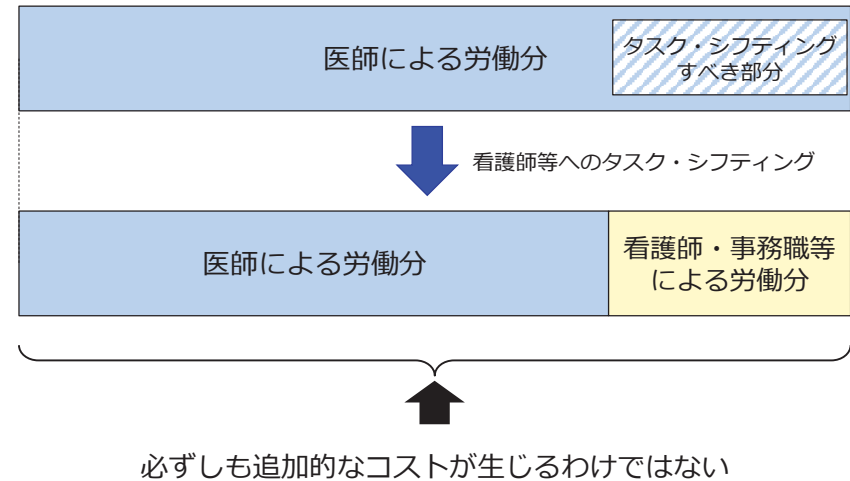 医師による労働分
タスク・シフティング
すべき部分
看護師等へのタスク・シフティング
医師による労働分
看護師・事務職等
による労働分
必ずしも追加的なコストが生じるわけではない